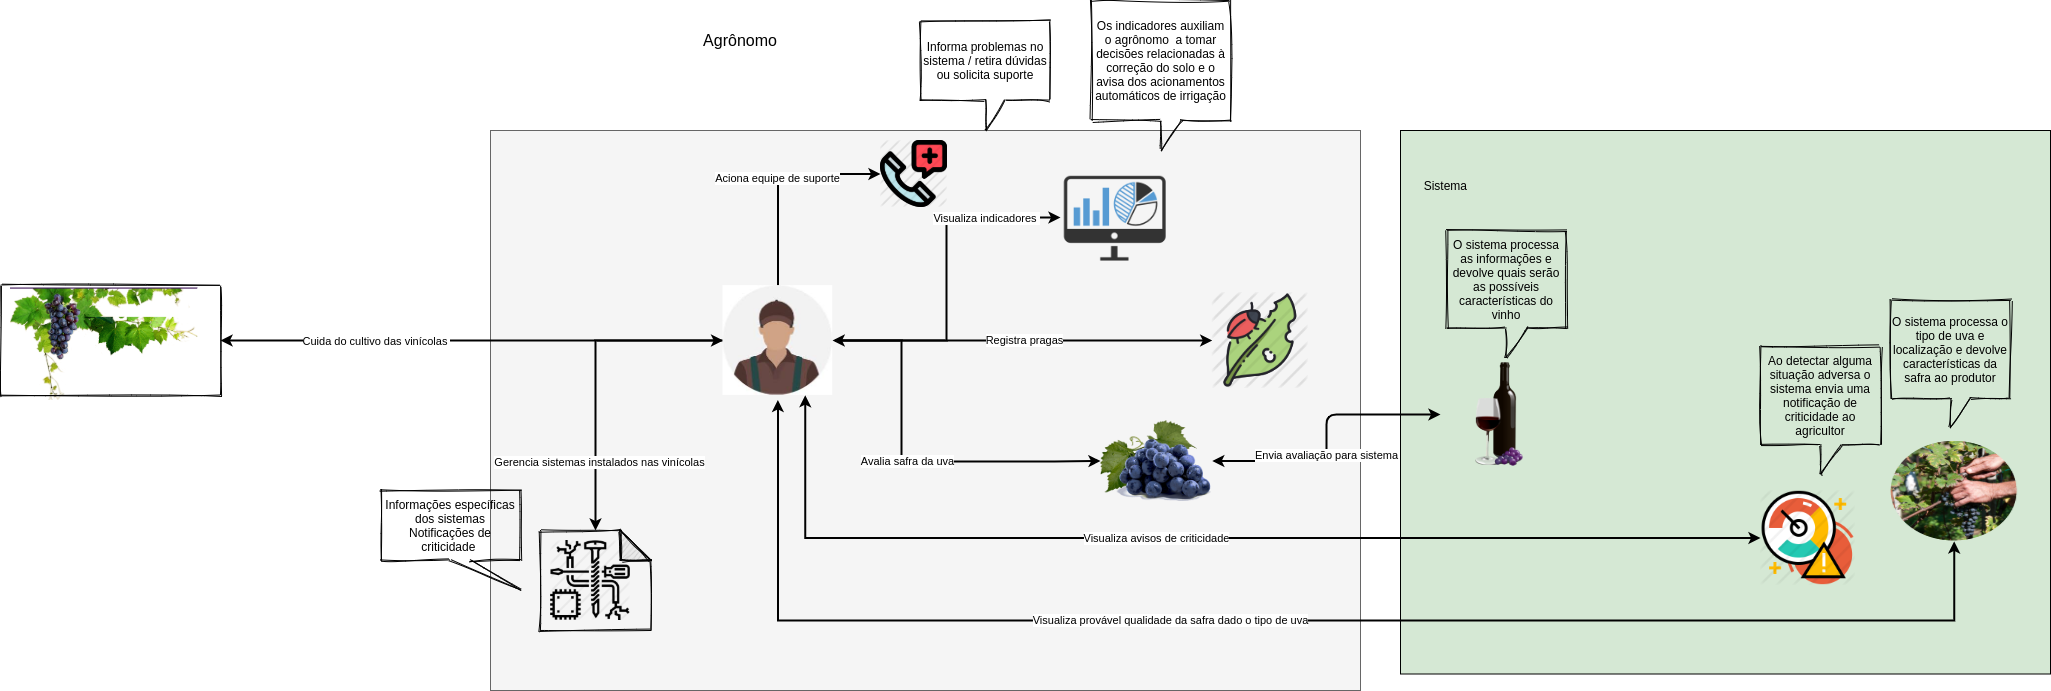 Agrônomo
Informa problemas no
sistema / retira dúvidas
ou solicita suporte
Os indicadores auxiliam
o agrônomo a tomar
decisões relacionadas à
correção do solo e o
avisa dos acionamentos
automáticos de irrigação
Aciona equipe de suporte
Visualiza indicadores
Sistema
O sistema processa
as informações e
devolve quais serão
as possíveis
características do
vinho
O sistema processa o
tipo de uva e
localização e devolve
características da
safra ao produtor
Ao detectar alguma
situação adversa o
sistema envia uma
notificação de
criticidade ao
agricultor
Cuida do cultivo das vinícolas
Registra pragas
Avalia safra da uva
Envia avaliação para sistema
Gerencia sistemas instalados nas vinícolas
Informações específicas
dos sistemas
Notificações de
criticidade
Visualiza avisos de criticidade
Visualiza provável qualidade da safra dado o tipo de uva